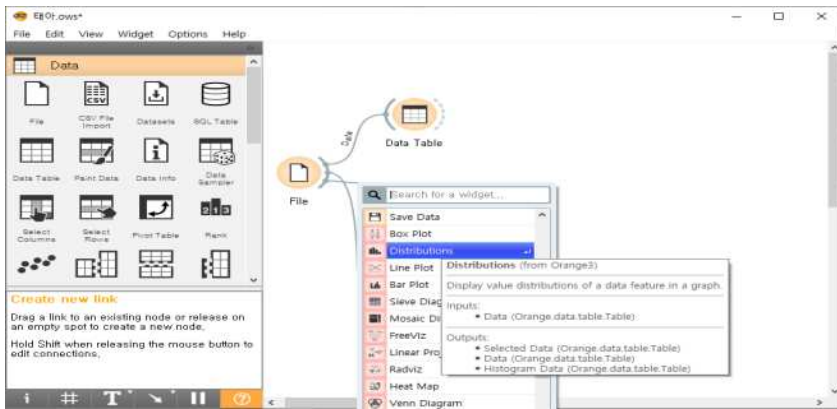 태아.ows*
File Edit View Widget Options Help
Data
File
CSV File Import
Datasets
SQL Table
Data Table
Paint Data
Data Info
Data Sampler
Select Columns
Select Rows
Pivot Table
Rank
Create new link
Drag a link to an existing node or release on
an empty spot to create a new node,
Hold Shift when releasing the mouse button to
edit connections,
Data
Data Table
File
Search for a widget...
Save Data
Box Plot
Distributions
Line Plot
Bar Plot
Sieve Diag
Mosaic Di
FreeViz
Linear Pro
Radviz
Heat Map
Venn Diagram
Distributions (from Orange3)
Display value distributions of a data feature in a graph.
Inputs:
• Data (Orange.data.table.Table)
Outputs:
• Selected Data (Orange.data.table.Table)
• Data (Orange.data.table.Table)
• Histogram Data (Orange.data.table.Table)